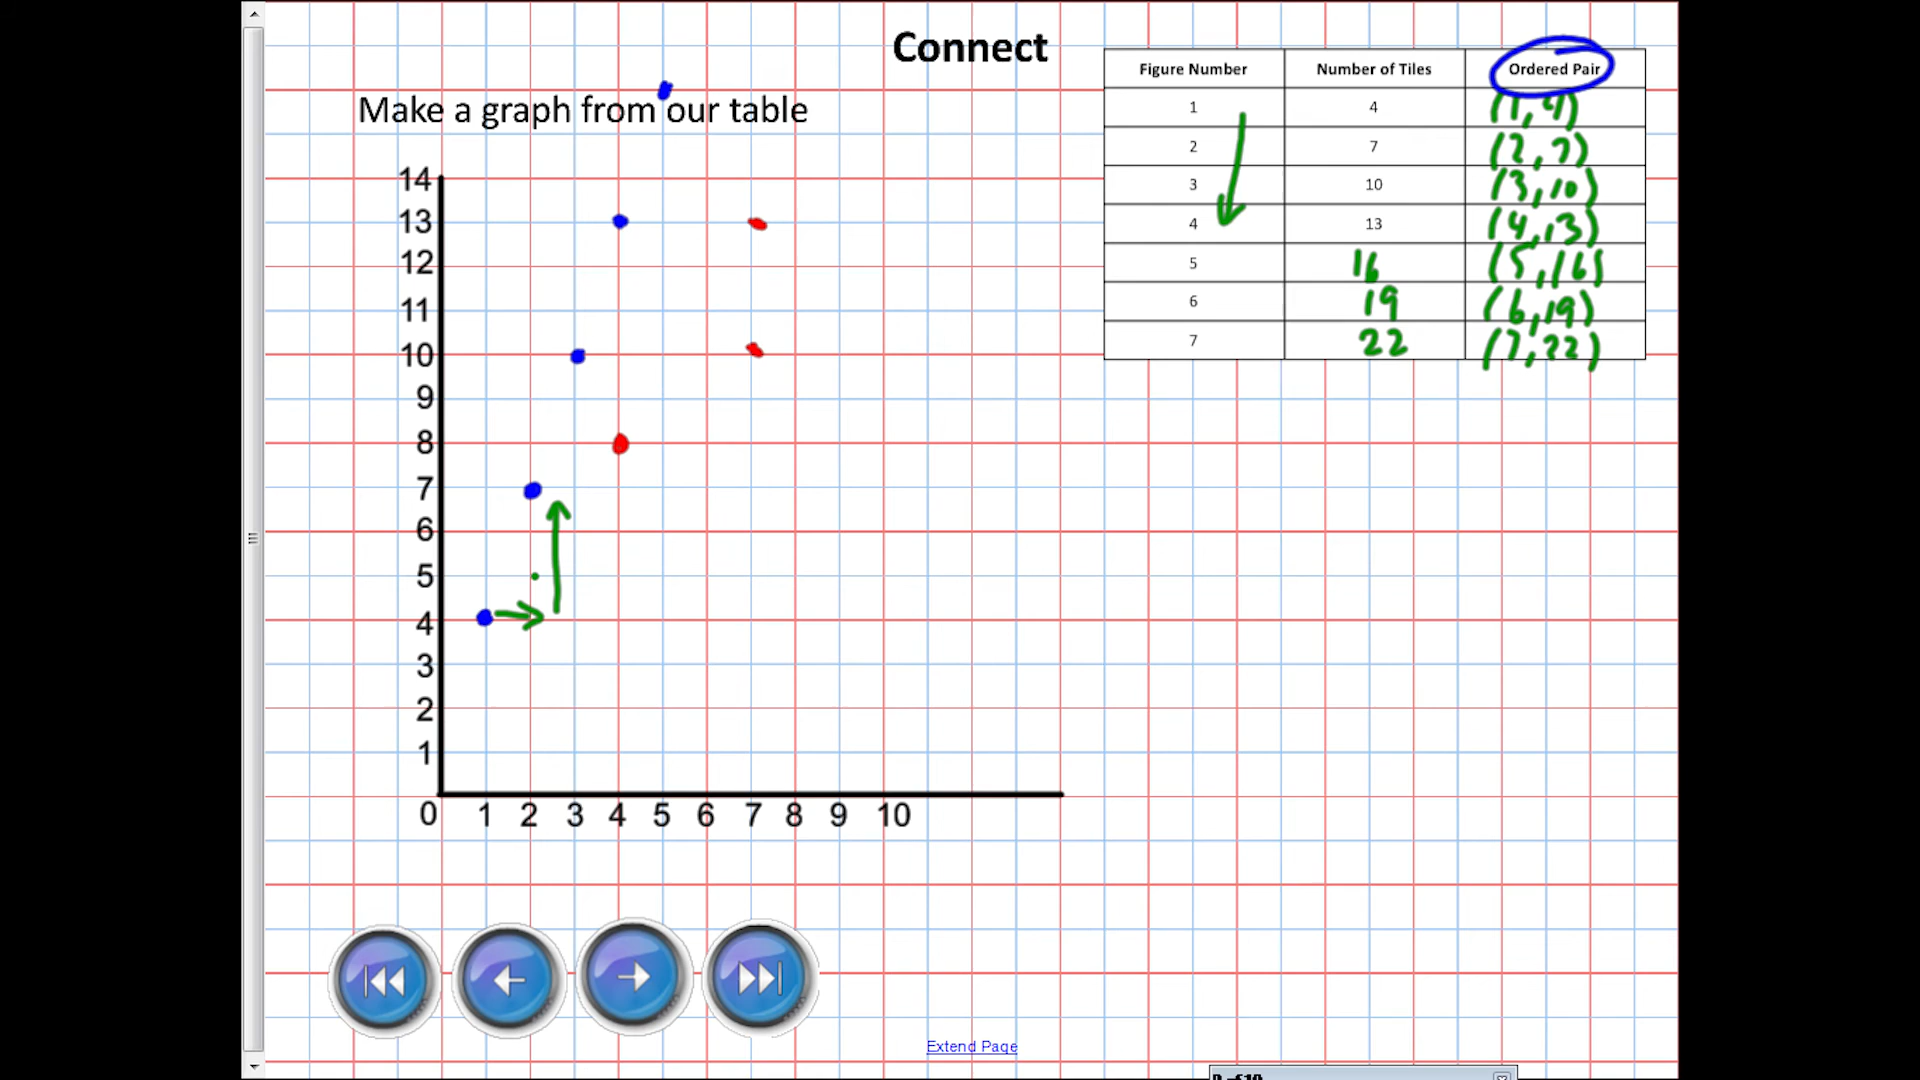 Connect
Make a graph from our table
Figure Number Number of Tiles Ordered Pair
1 4 (1,4)
2 7 (2,7)
3 10 (3,10)
4 13 (4,13)
5 16 (5,16)
6 19 (6,19)
7 22 (7,22)
14
13
12
11
10
9
8
7
6
5
4
3
2
1
0 1 2 3 4 5 6 7 8 9 10
Extend Page